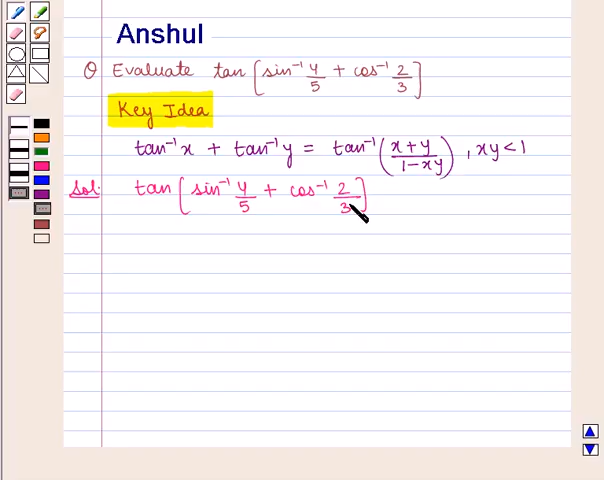 Anshul
Q Evaluate tan [sin⁻¹ 4/5 + cos⁻¹ 2/3]
Key Idea
tan⁻¹x + tan⁻¹y = tan⁻¹ (x+y/1-xy), xy<1
Sol: tan [sin⁻¹ 4/5 + cos⁻¹ 2/3]